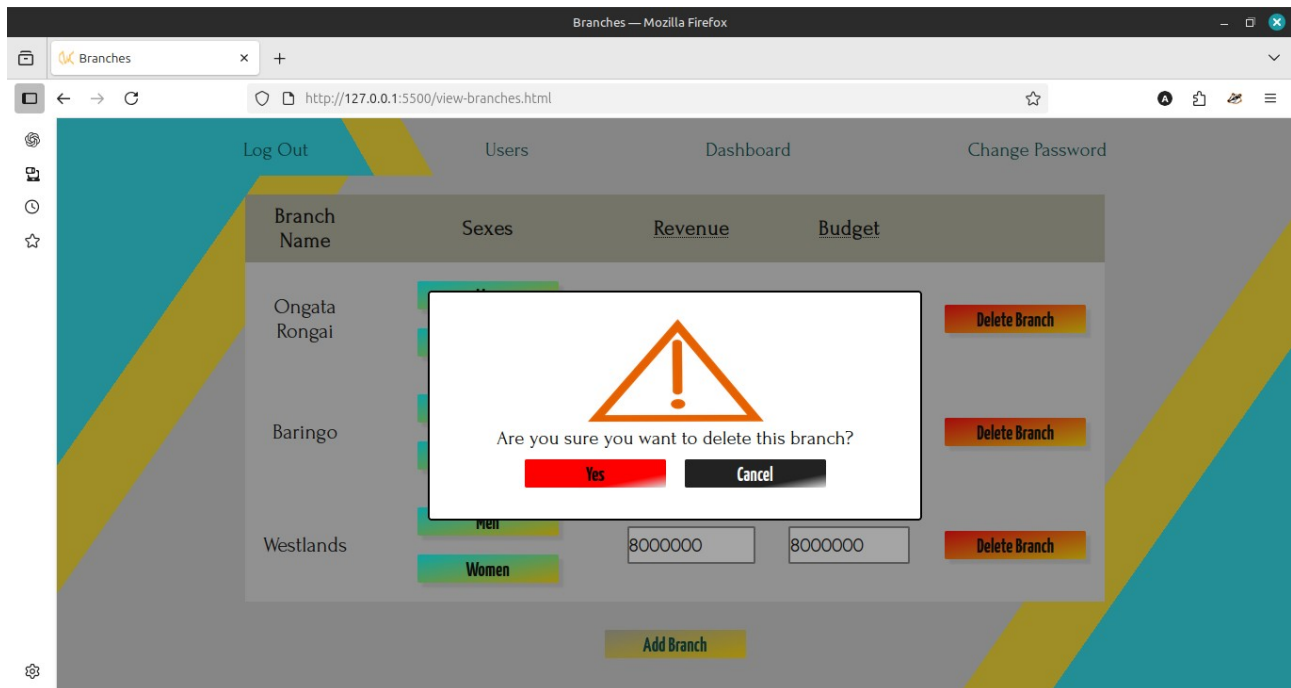 Branches — Mozilla Firefox
Branches
http://127.0.0.1:5500/view-branches.html
Log Out Users Dashboard Change Password
Branch Name Sexes Revenue Budget
Ongata Rongai
Delete Branch
Are you sure you want to delete this branch?
Yes Cancel
Baringo
Delete Branch
Men
Westlands 8000000 8000000 Delete Branch
Women
Add Branch